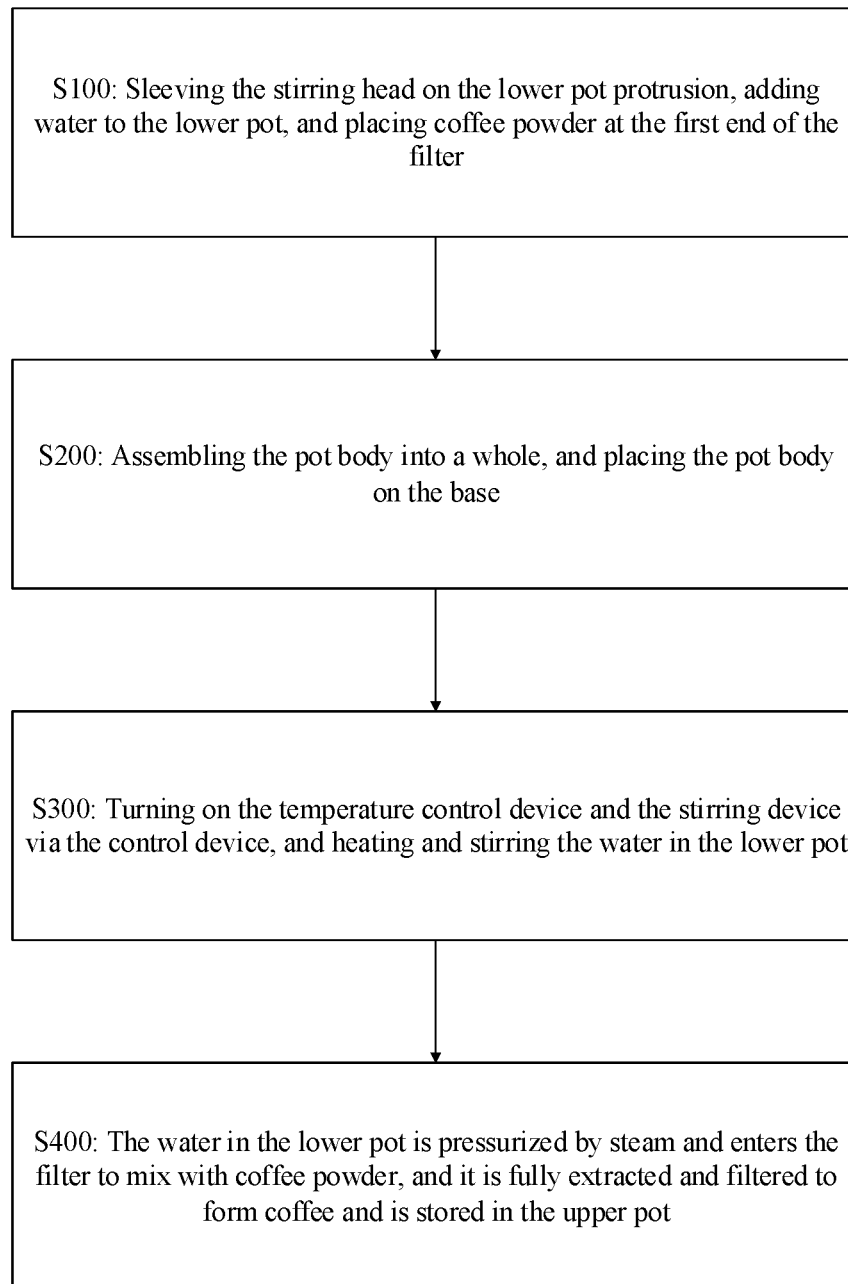 S100: Sleeving the stirring head on the lower pot protrusion, adding
water to the lower pot, and placing coffee powder at the first end of the
filter
S200: Assembling the pot body into a whole, and placing the pot body
on the base
S300: Turning on the temperature control device and the stirring device
via the control device, and heating and stirring the water in the lower pot
S400: The water in the lower pot is pressurized by steam and enters the
filter to mix with coffee powder, and it is fully extracted and filtered to
form coffee and is stored in the upper pot